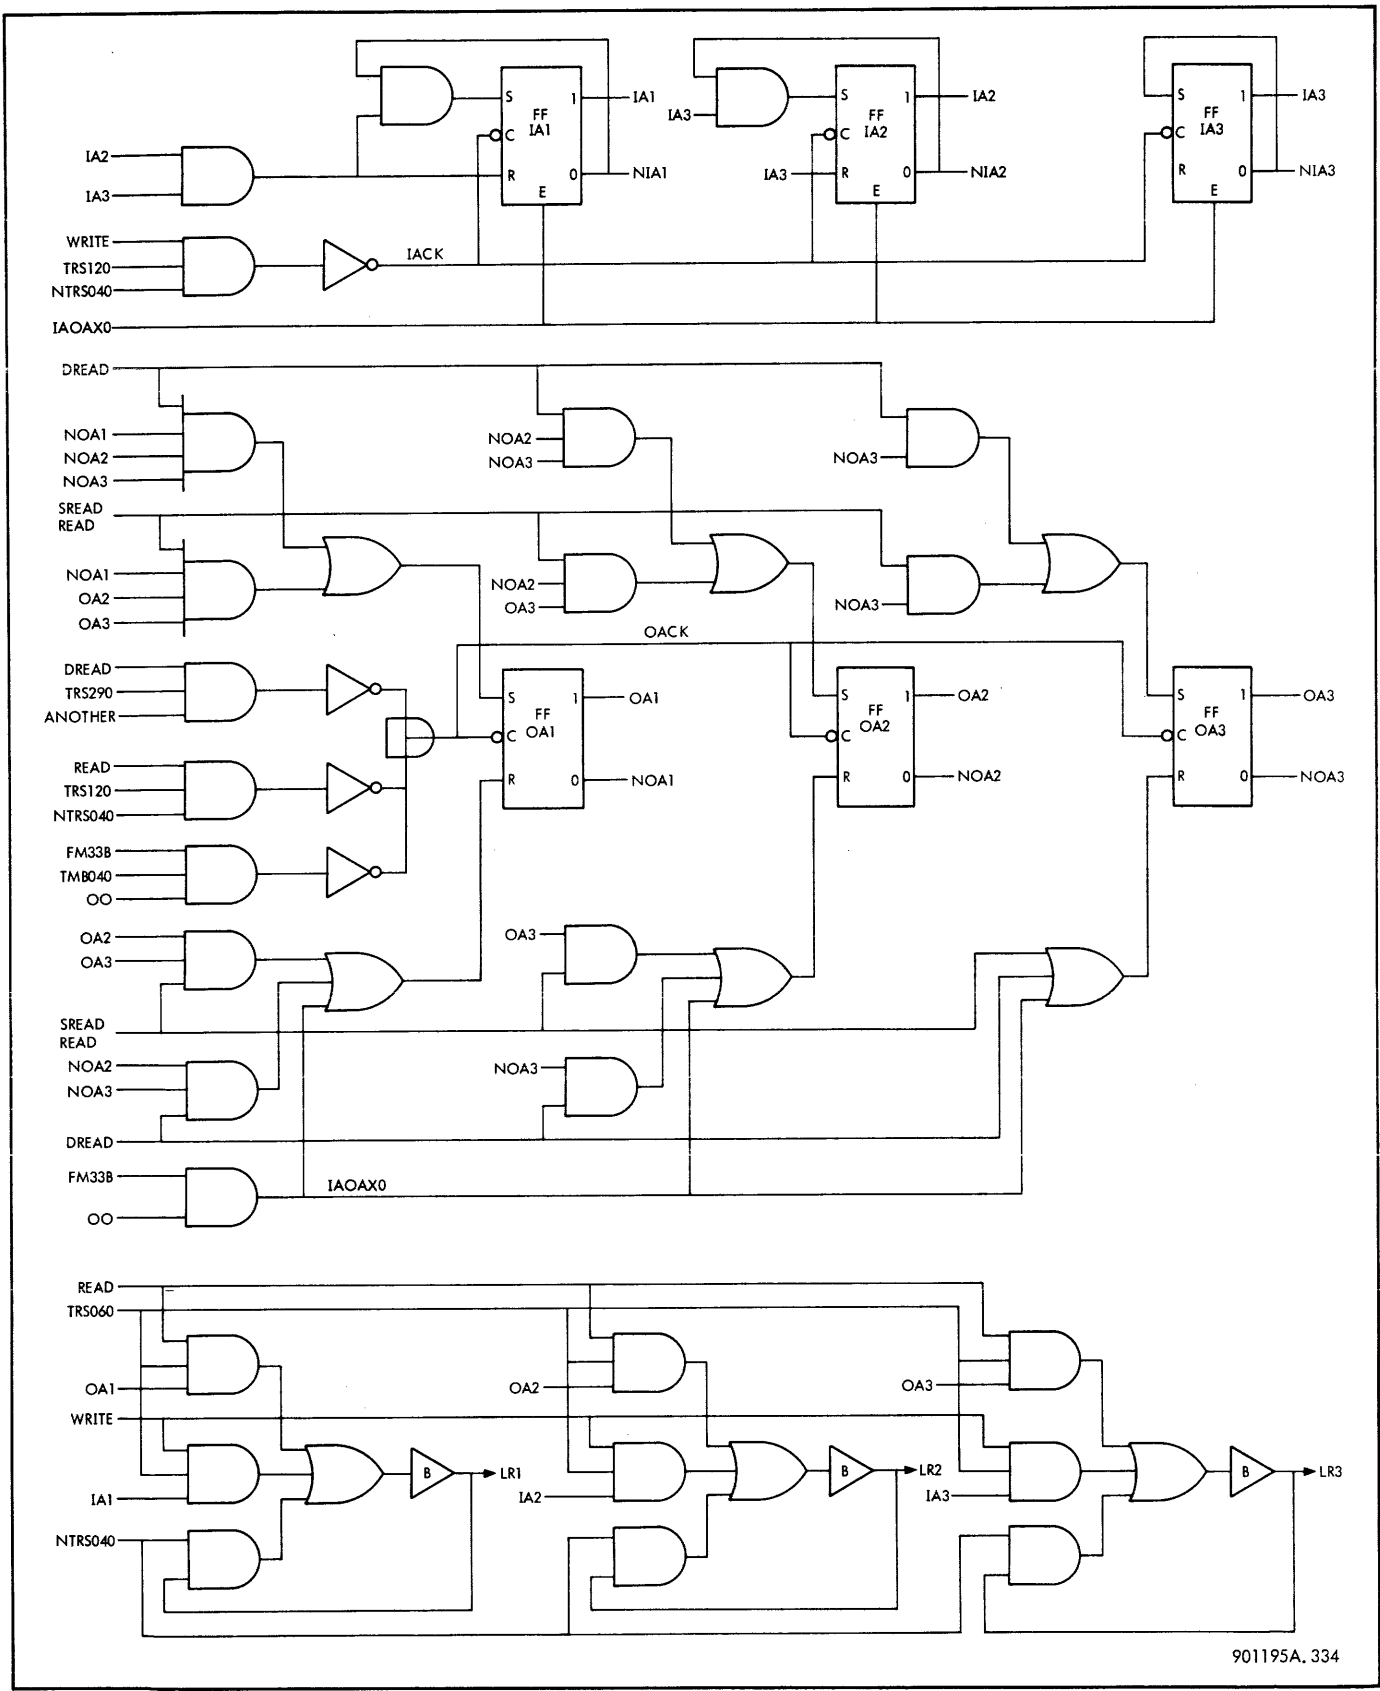 IA2
IA3
WRITE
TRS120
NTRS040
IAOAX0
IACK
S 1 IA1
FF
IA1
C
R 0 NIA1
E
IA3
S 1 IA2
FF
IA2
C
IA3 R 0 NIA2
E
S 1 IA3
FF
IA3
C
R 0 NIA3
E
DREAD
NOA1
NOA2
NOA3
NOA2
NOA3
NOA3
SREAD
READ
NOA1
OA2
OA3
NOA2
OA3
NOA3
OACK
DREAD
TRS290
ANOTHER
READ
TRS120
NTRS040
FM33B
TMB040
OO
S 1 OA1
FF
OA1
C
R 0 NOA1
S 1 OA2
FF
OA2
C
R 0 NOA2
S 1 OA3
FF
OA3
C
R 0 NOA3
OA2
OA3
OA3
SREAD
READ
NOA2
NOA3
NOA3
DREAD
FM33B
OO
IAOAX0
READ
TRS060
OA1
OA2
OA3
WRITE
IA1
IA2
IA3
B LR1
B LR2
B LR3
NTRS040
901195A. 334